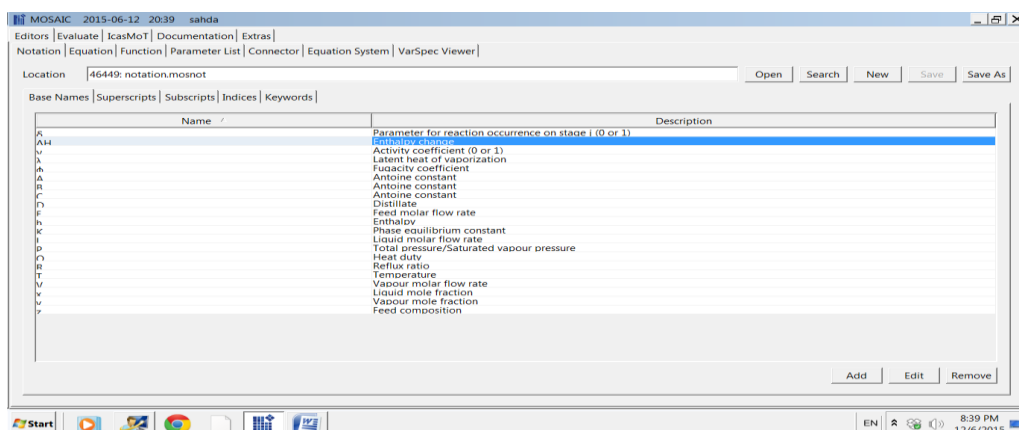 MOSAIC 2015-06-12 20:39 sahda
Editors Evaluate IcasMoT Documentation Extras
Notation Equation Function Parameter List Connector Equation System VarSpec Viewer
Location 46449: notation.mosnot Open Search New Save Save As
Base Names Superscripts Subscripts Indices Keywords
Name Description
Parameter for reaction occurrence on stage j (0 or 1)
ΔH Enthalpy change
γ Activity coefficient (0 or 1)
λ Latent heat of vaporization
Fugacity coefficient
A Antoine constant
B Antoine constant
C Antoine constant
D Distillate
F Feed molar flow rate
h Enthalpy
K Phase equilibrium constant
L Liquid molar flow rate
P Total pressure/Saturated vapour pressure
Q Heat duty
R Reflux ratio
T Temperature
V Vapour molar flow rate
x Liquid mole fraction
y Vapour mole fraction
z Feed composition
Add Edit Remove
Start EN 8:39 PM
12/6/2015